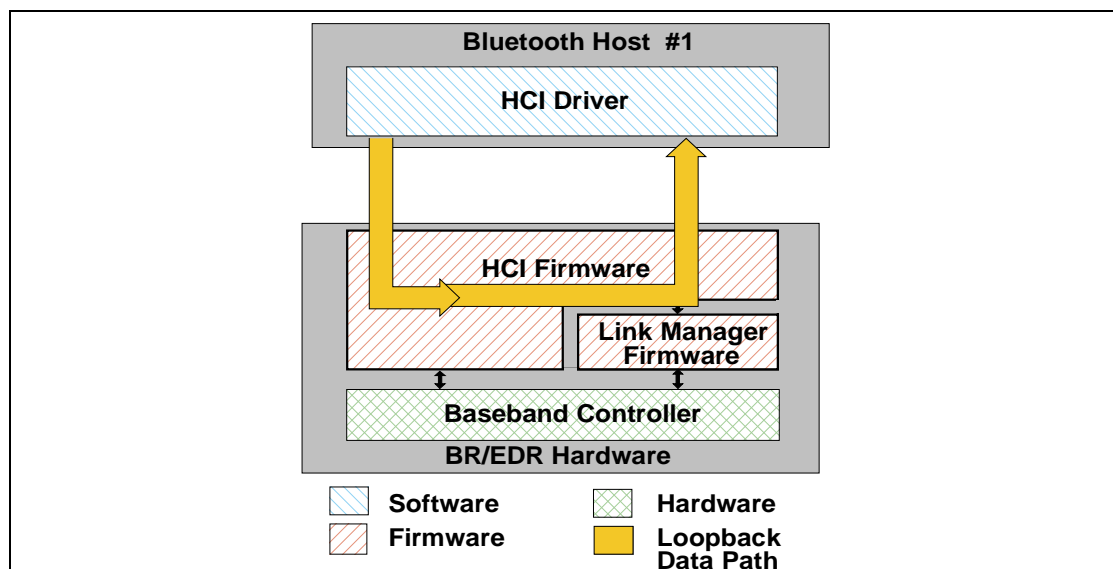 Bluetooth Host #1
HCI Driver
HCI Firmware
Link Manager
Firmware
Baseband Controller
BR/EDR Hardware
Software
Hardware
Firmware
Loopback
Data Path